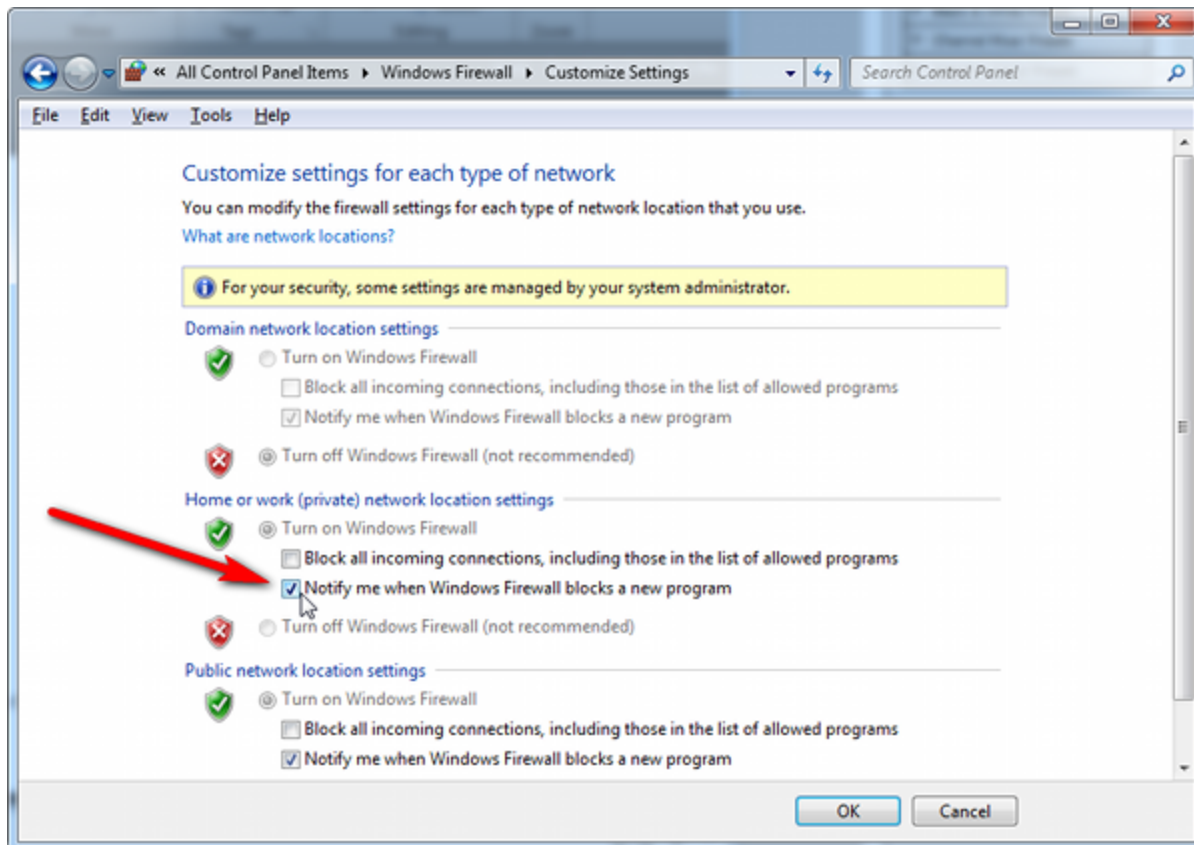 « All Control Panel Items ▸ Windows Firewall ▸ Customize Settings
Search Control Panel
File Edit View Tools Help
Customize settings for each type of network
You can modify the firewall settings for each type of network location that you use.
What are network locations?
For your security, some settings are managed by your system administrator.
Domain network location settings
Turn on Windows Firewall
Block all incoming connections, including those in the list of allowed programs
Notify me when Windows Firewall blocks a new program
Turn off Windows Firewall (not recommended)
Home or work (private) network location settings
Turn on Windows Firewall
Block all incoming connections, including those in the list of allowed programs
Notify me when Windows Firewall blocks a new program
Turn off Windows Firewall (not recommended)
Public network location settings
Turn on Windows Firewall
Block all incoming connections, including those in the list of allowed programs
Notify me when Windows Firewall blocks a new program
OK Cancel